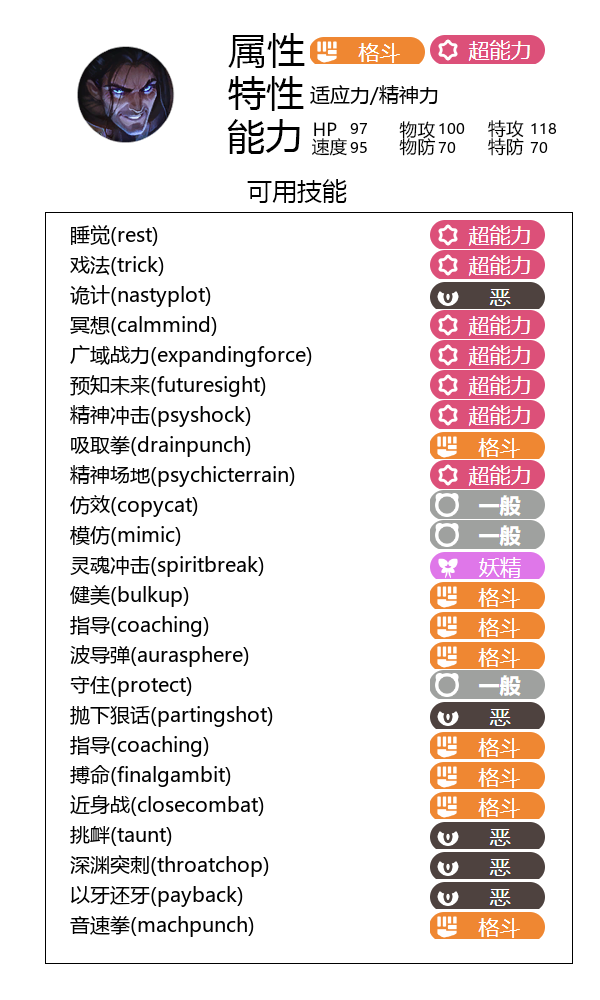 属性 格斗 超能力
特性 适应力/精神力
能力 HP 97 物攻 100 特攻 118
速度 95 物防 70 特防 70
可用技能
睡觉(rest) 超能力
戏法(trick) 超能力
诡计(nastyplot) 恶
冥想(calmmind) 超能力
广域战力(expandingforce) 超能力
预知未来(futuresight) 超能力
精神冲击(psyshock) 超能力
吸取拳(drainpunch) 格斗
精神场地(psychicterrain) 超能力
仿效(copycat) 一般
模仿(mimic) 一般
灵魂冲击(spiritbreak) 妖精
健美(bulkup) 格斗
指导(coaching) 格斗
波导弹(aurasphere) 格斗
守住(protect) 一般
抛下狠话(partingshot) 恶
指导(coaching) 格斗
搏命(finalgambit) 格斗
近身战(closecombat) 格斗
挑衅(taunt) 恶
深渊突刺(throatchop) 恶
以牙还牙(payback) 恶
音速拳(machpunch) 格斗